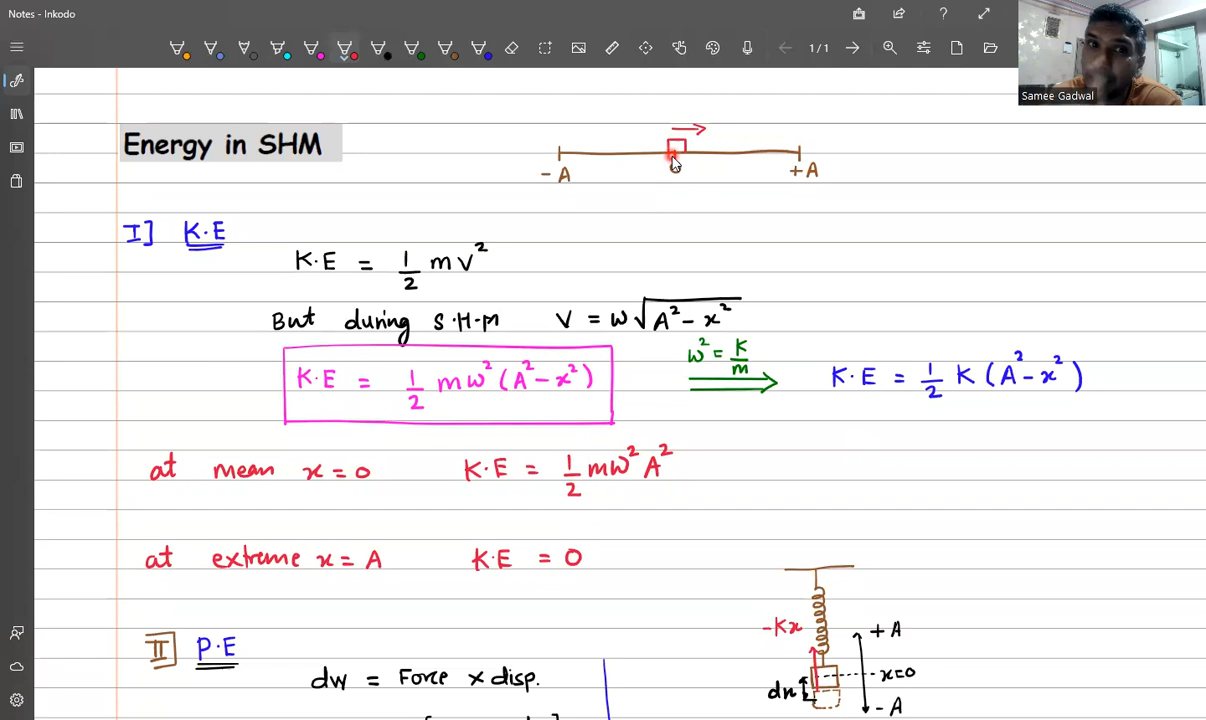 Notes - Inkodo
1/1
Samee Gadwal
Energy in SHM
- A
+ A
I] K.E
K.E = 1/2 mv²
But during S.H.M V = ω√(A² - x²)
K.E = 1/2 mω² (A² - x²)
ω² = K/m
K.E = 1/2 K (A² - x²)
at mean x = 0 K.E = 1/2 mω² A²
at extreme x = A K.E = 0
II P.E
dw = Force × disp.
-Kx
+ A
x=0
dx
- A